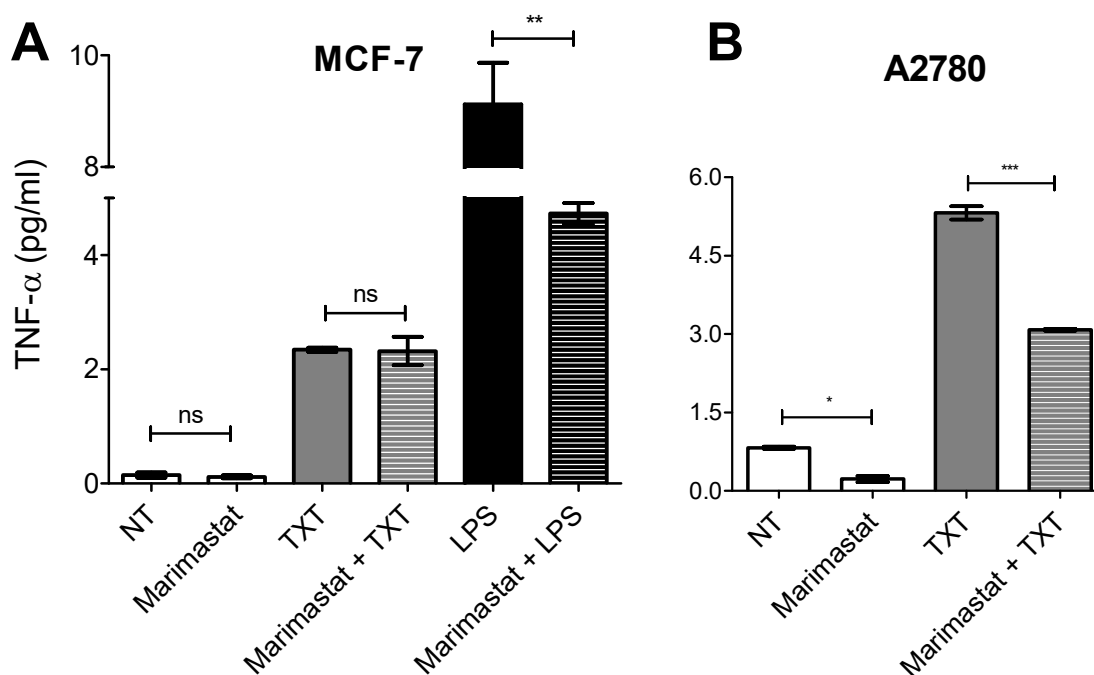 A
MCF-7
TNF-α (pg/ml)
10
8
4
2
0
ns
ns
**
NT
Marimastat
TXT
Marimastat + TXT
LPS
Marimastat + LPS
B
A2780
6.0
4.5
3.0
1.5
0.0
*
***
NT
Marimastat
TXT
Marimastat + TXT